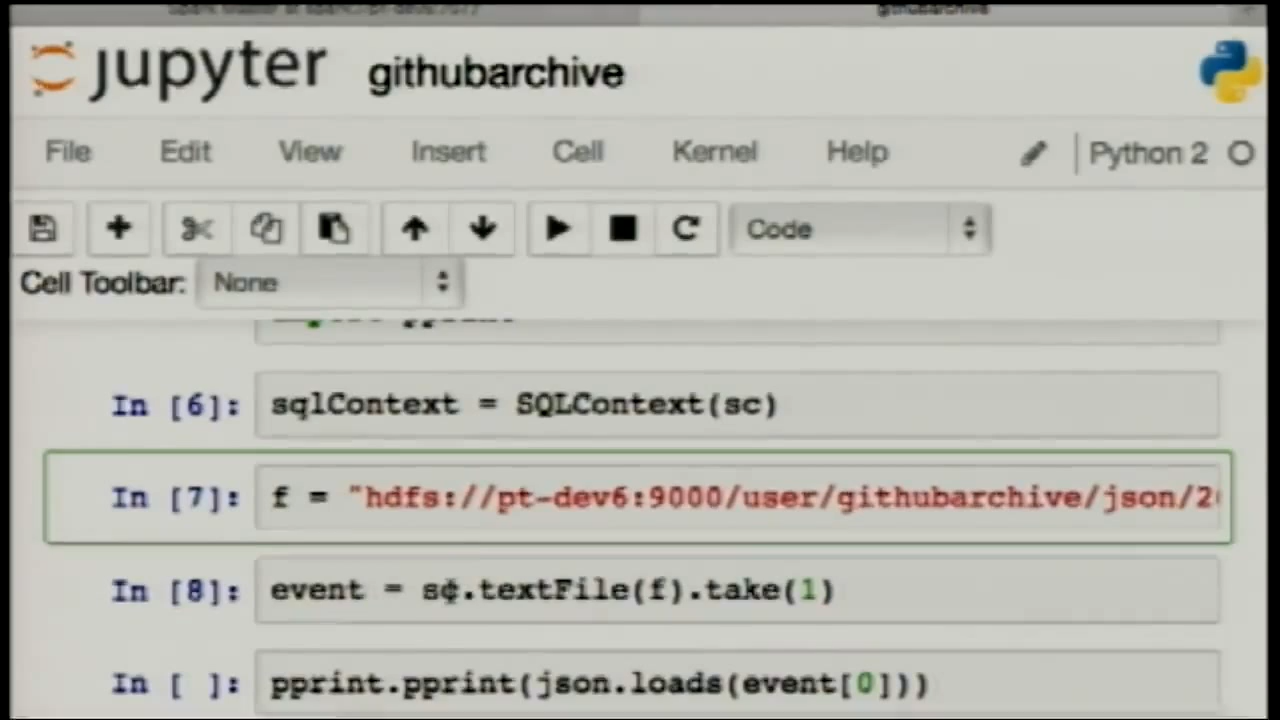 githubarchive
jupyter githubarchive
File Edit View Insert Cell Kernel Help Python 2
Code
Cell Toolbar: None
In [6]: sqlContext = SQLContext(sc)
In [7]: f = "hdfs://pt-dev6:9000/user/githubarchive/json/2
In [8]: event = sc.textFile(f).take(1)
In [ ]: pprint.pprint(json.loads(event[0]))